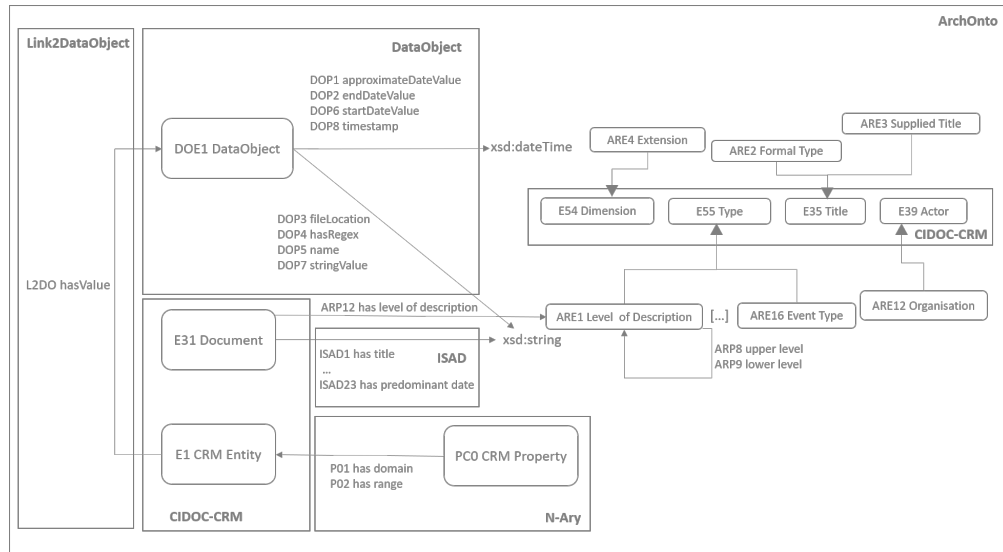 ArchOnto
Link2DataObject
DataObject
DOP1 approximateDateValue
DOP2 endDateValue
DOP6 startDateValue
DOP8 timestamp
DOE1 DataObject
xsd:dateTime
ARE4 Extension
ARE2 Formal Type
ARE3 Supplied Title
E54 Dimension
E55 Type
E35 Title
E39 Actor
CIDOC-CRM
DOP3 fileLocation
DOP4 hasRegex
DOP5 name
DOP7 stringValue
L2DO hasValue
ARP12 has level of description
ARE1 Level of Description
[...]
ARE16 Event Type
ARE12 Organisation
E31 Document
xsd:string
ISAD
ISAD1 has title
...
ISAD23 has predominant date
ARP8 upper level
ARP9 lower level
E1 CRM Entity
PC0 CRM Property
P01 has domain
P02 has range
CIDOC-CRM
N-Ary